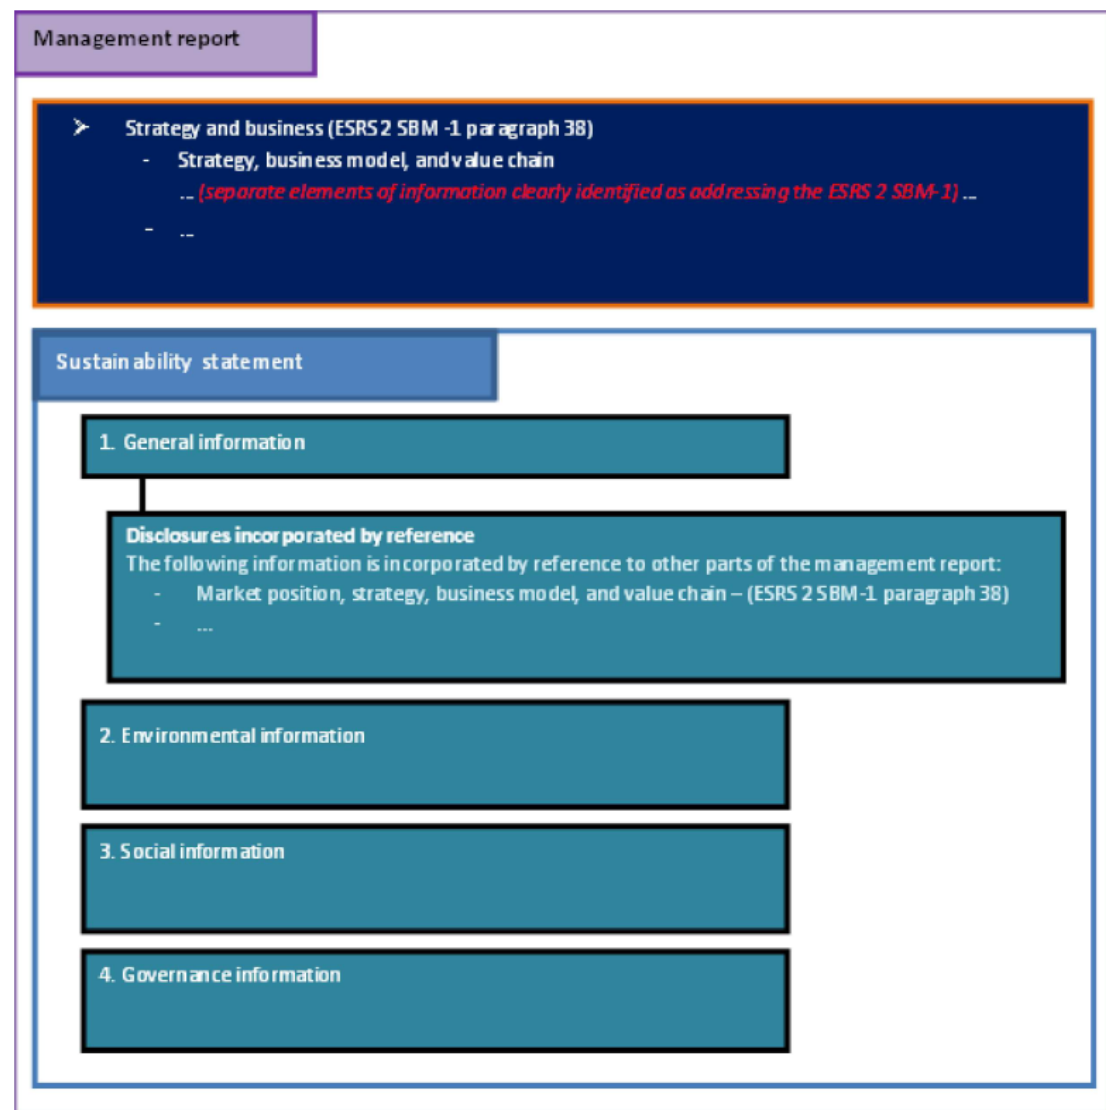 Management report
➢ Strategy and business (ESRS 2 SBM -1 paragraph 38)
- Strategy, business model, and value chain
... (separate elements of information clearly identified as addressing the ESRS 2 SBM-1) ...
- ...
Sustainability statement
1. General information
Disclosures incorporated by reference
The following information is incorporated by reference to other parts of the management report:
- Market position, strategy, business model, and value chain – (ESRS 2 SBM-1 paragraph 38)
- ...
2. Environmental information
3. Social information
4. Governance information